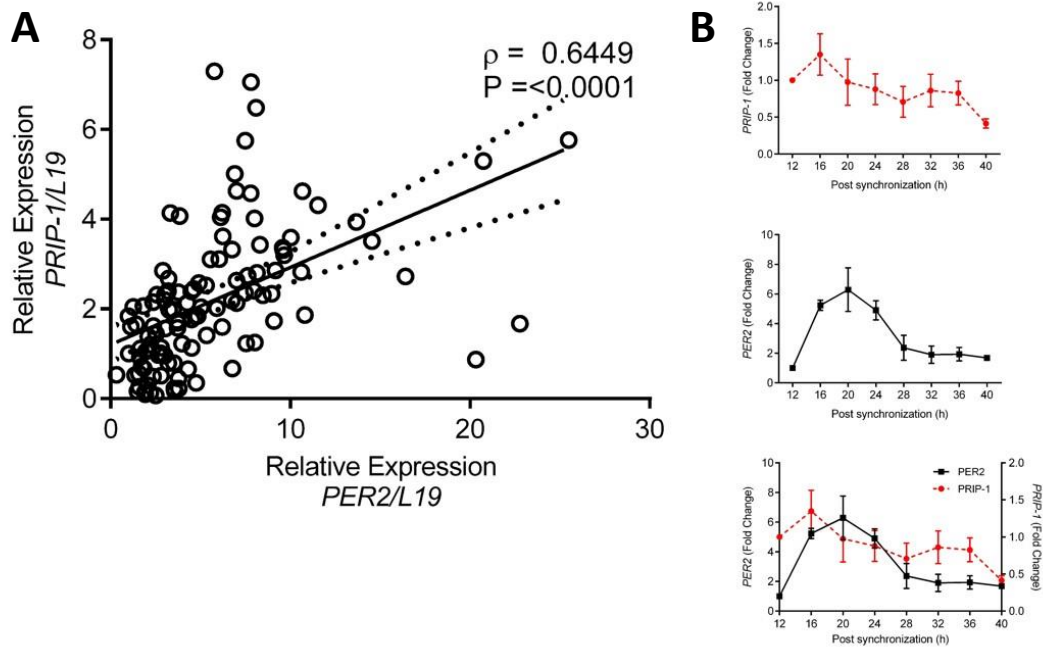 A
ρ = 0.6449
P =<0.0001
Relative Expression
PRIP-1/L19
8
6
4
2
0
0 10 20 30
Relative Expression
PER2/L19
B
PRIP-1 (Fold Change)
2.0
1.5
1.0
0.5
0.0
12 16 20 24 28 32 36 40
Post synchronization (h)
PER2 (Fold Change)
10
8
6
4
2
0
12 16 20 24 28 32 36 40
Post synchronization (h)
PER2 (Fold Change)
10
8
6
4
2
0
PER2
PRIP-1
2.0
1.5
1.0
0.5
0.0
PRIP-1 (Fold Change)
12 16 20 24 28 32 36 40
Post synchronization (h)